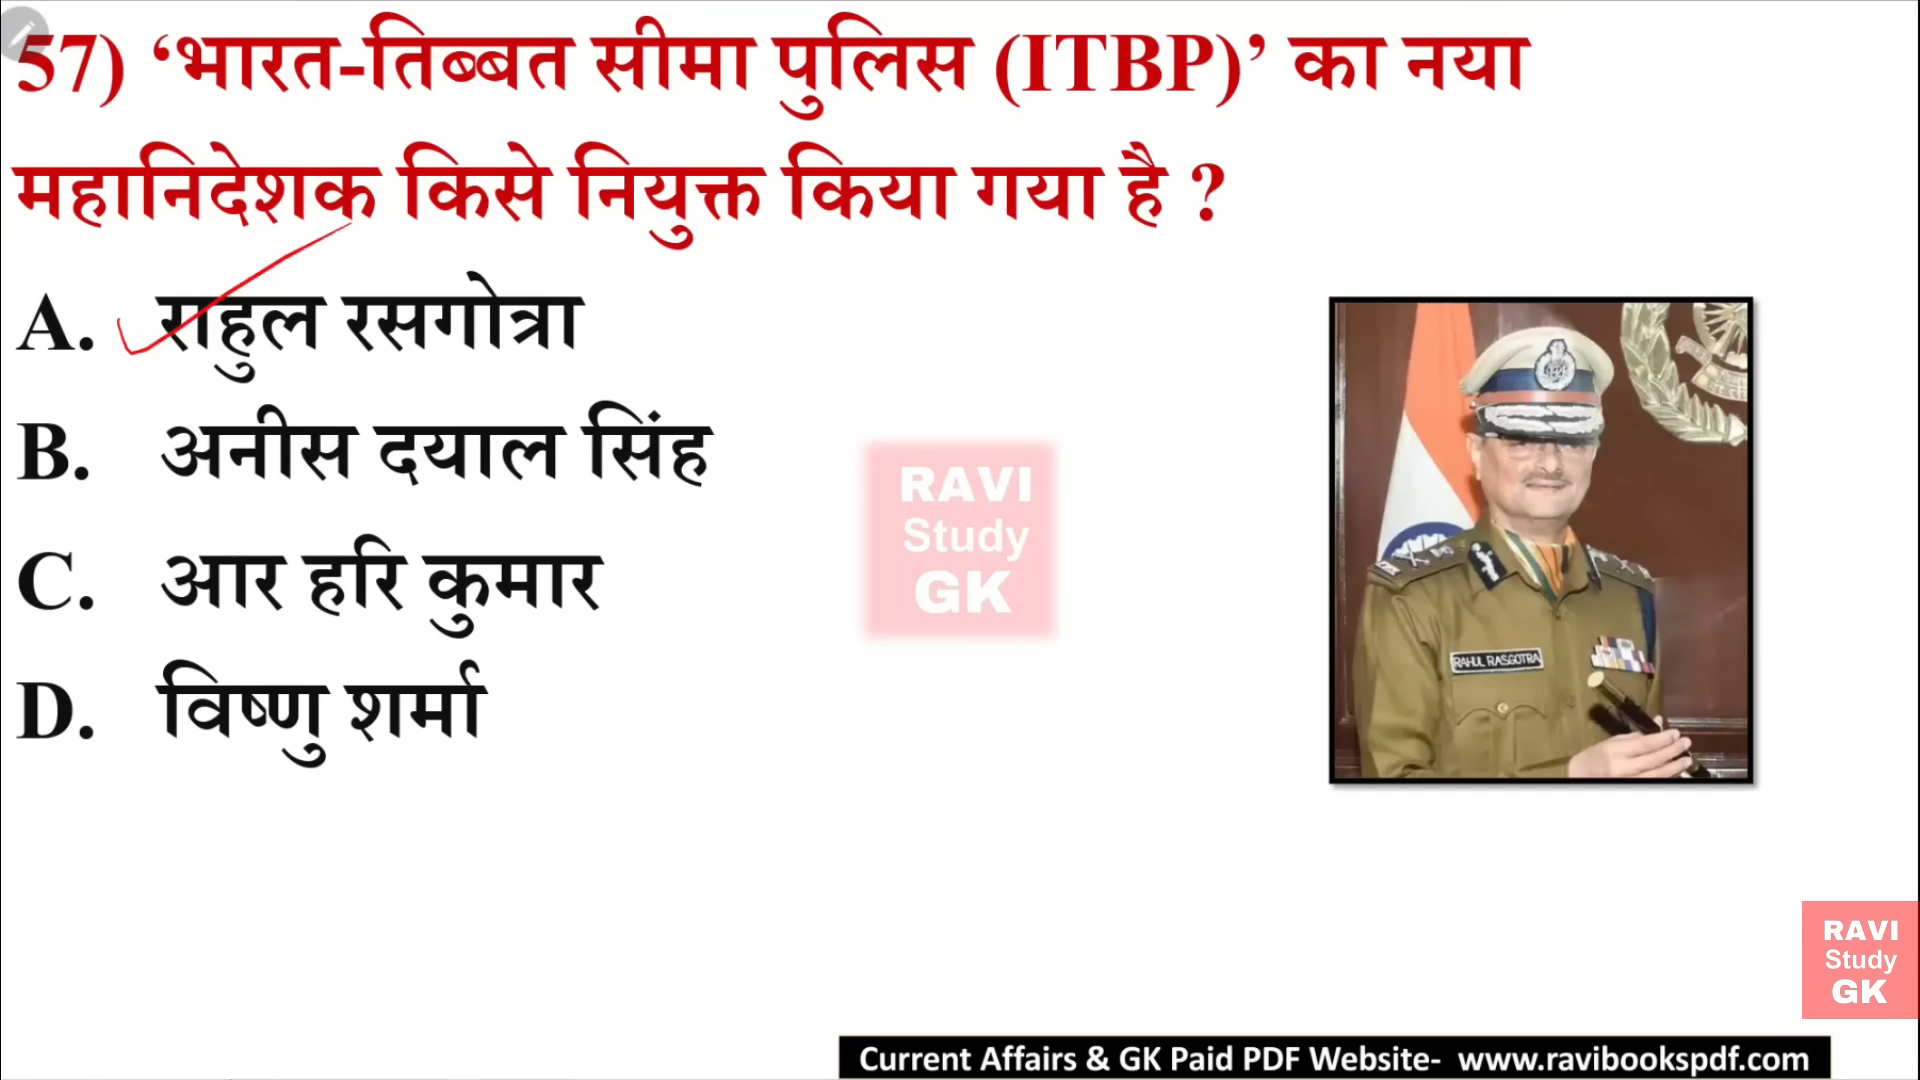 57) ‘भारत-तिब्बत सीमा पुलिस (ITBP)’ का नया
महानिदेशक किसे नियुक्त किया गया है ?
A. राहुल रसगोत्रा
B. अनीस दयाल सिंह
C. आर हरि कुमार
D. विष्णु शर्मा
RAVI
Study
GK
RAHUL RASGOTRA
RAVI
Study
GK
Current Affairs & GK Paid PDF Website- www.ravibookspdf.com